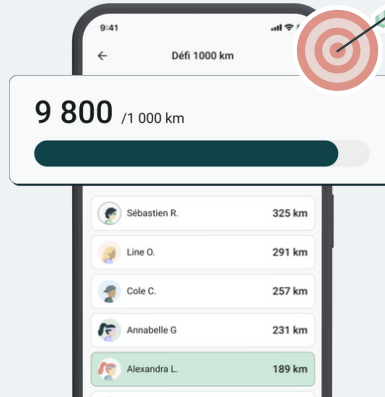 9:41
Défi 1000 km
9 800 /1 000 km
Sébastien R. 325 km
Line O. 291 km
Cole C. 257 km
Annabelle G 231 km
Alexandra L. 189 km